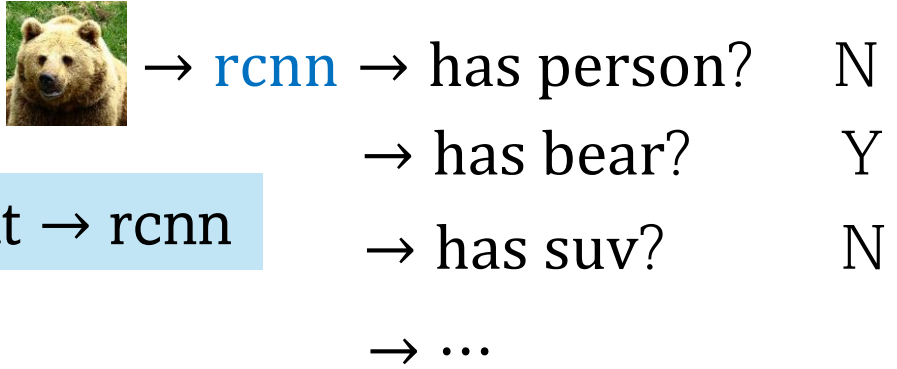 → rcnn → has person? N
→ has bear? Y
t → rcnn
→ has suv? N
→ ⋯